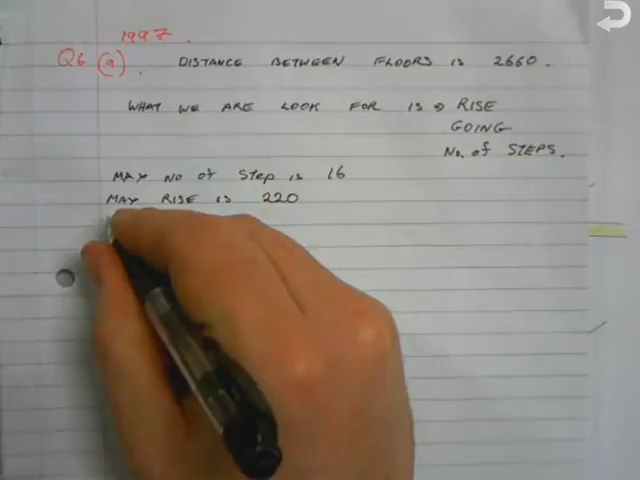 1997.
Q6 (a). DISTANCE BETWEEN FLOORS IS 2660.
WHAT WE ARE LOOK FOR IS → RISE
GOING
No. of STEPS.
MAX NO of STEP IS 16
MAX RISE IS 220